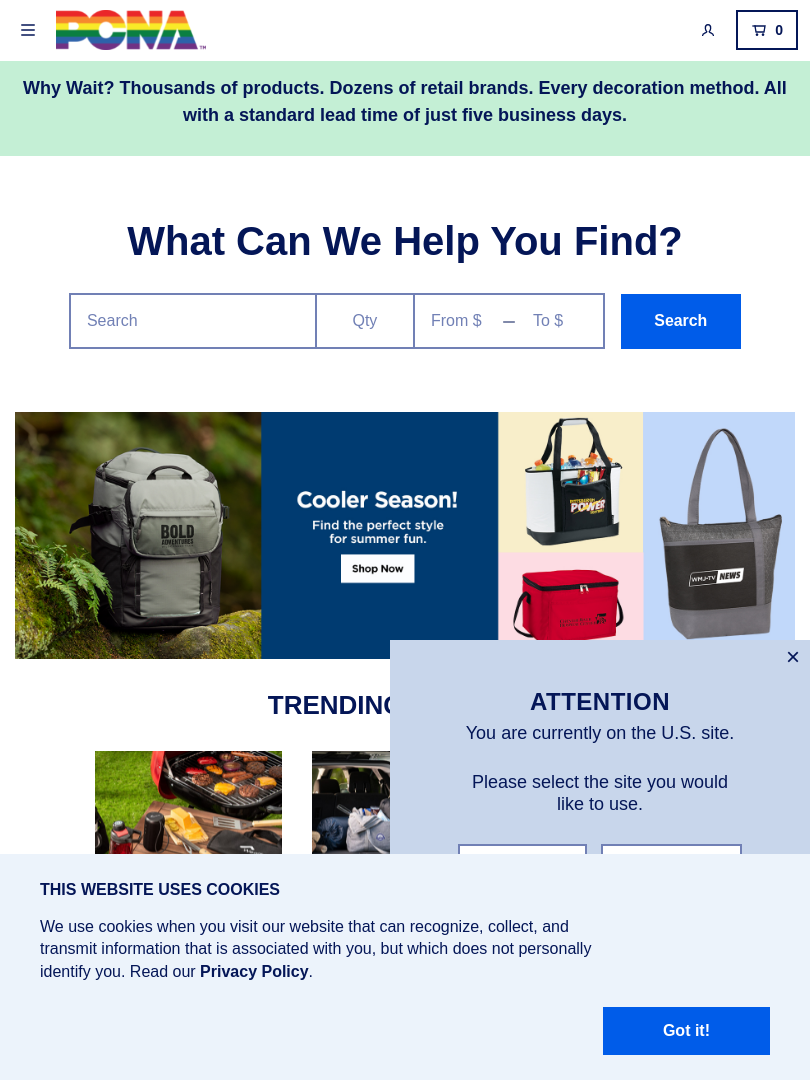 PCNA
TM
0
Why Wait? Thousands of products. Dozens of retail brands. Every decoration method. All
with a standard lead time of just five business days.
What Can We Help You Find?
Search
Qty
From $
To $
Search
BOLD
ADVENTURES
Cooler Season!
Find the perfect style
for summer fun.
Shop Now
POWER
WMJ-TV NEWS
TRENDING
ATTENTION
You are currently on the U.S. site.
Please select the site you would
like to use.
THIS WEBSITE USES COOKIES
We use cookies when you visit our website that can recognize, collect, and
transmit information that is associated with you, but which does not personally
identify you. Read our Privacy Policy.
Got it!